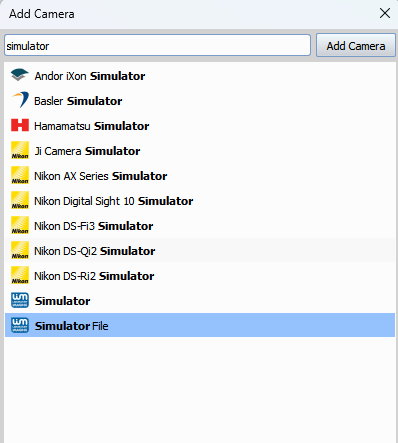 Add Camera
simulator
Add Camera
Andor iXon Simulator
Basler Simulator
Hamamatsu Simulator
Nikon Ji Camera Simulator
Nikon Nikon AX Series Simulator
Nikon Nikon Digital Sight 10 Simulator
Nikon Nikon DS-Fi3 Simulator
Nikon Nikon DS-Qi2 Simulator
Nikon Nikon DS-Ri2 Simulator
Simulator
Simulator File